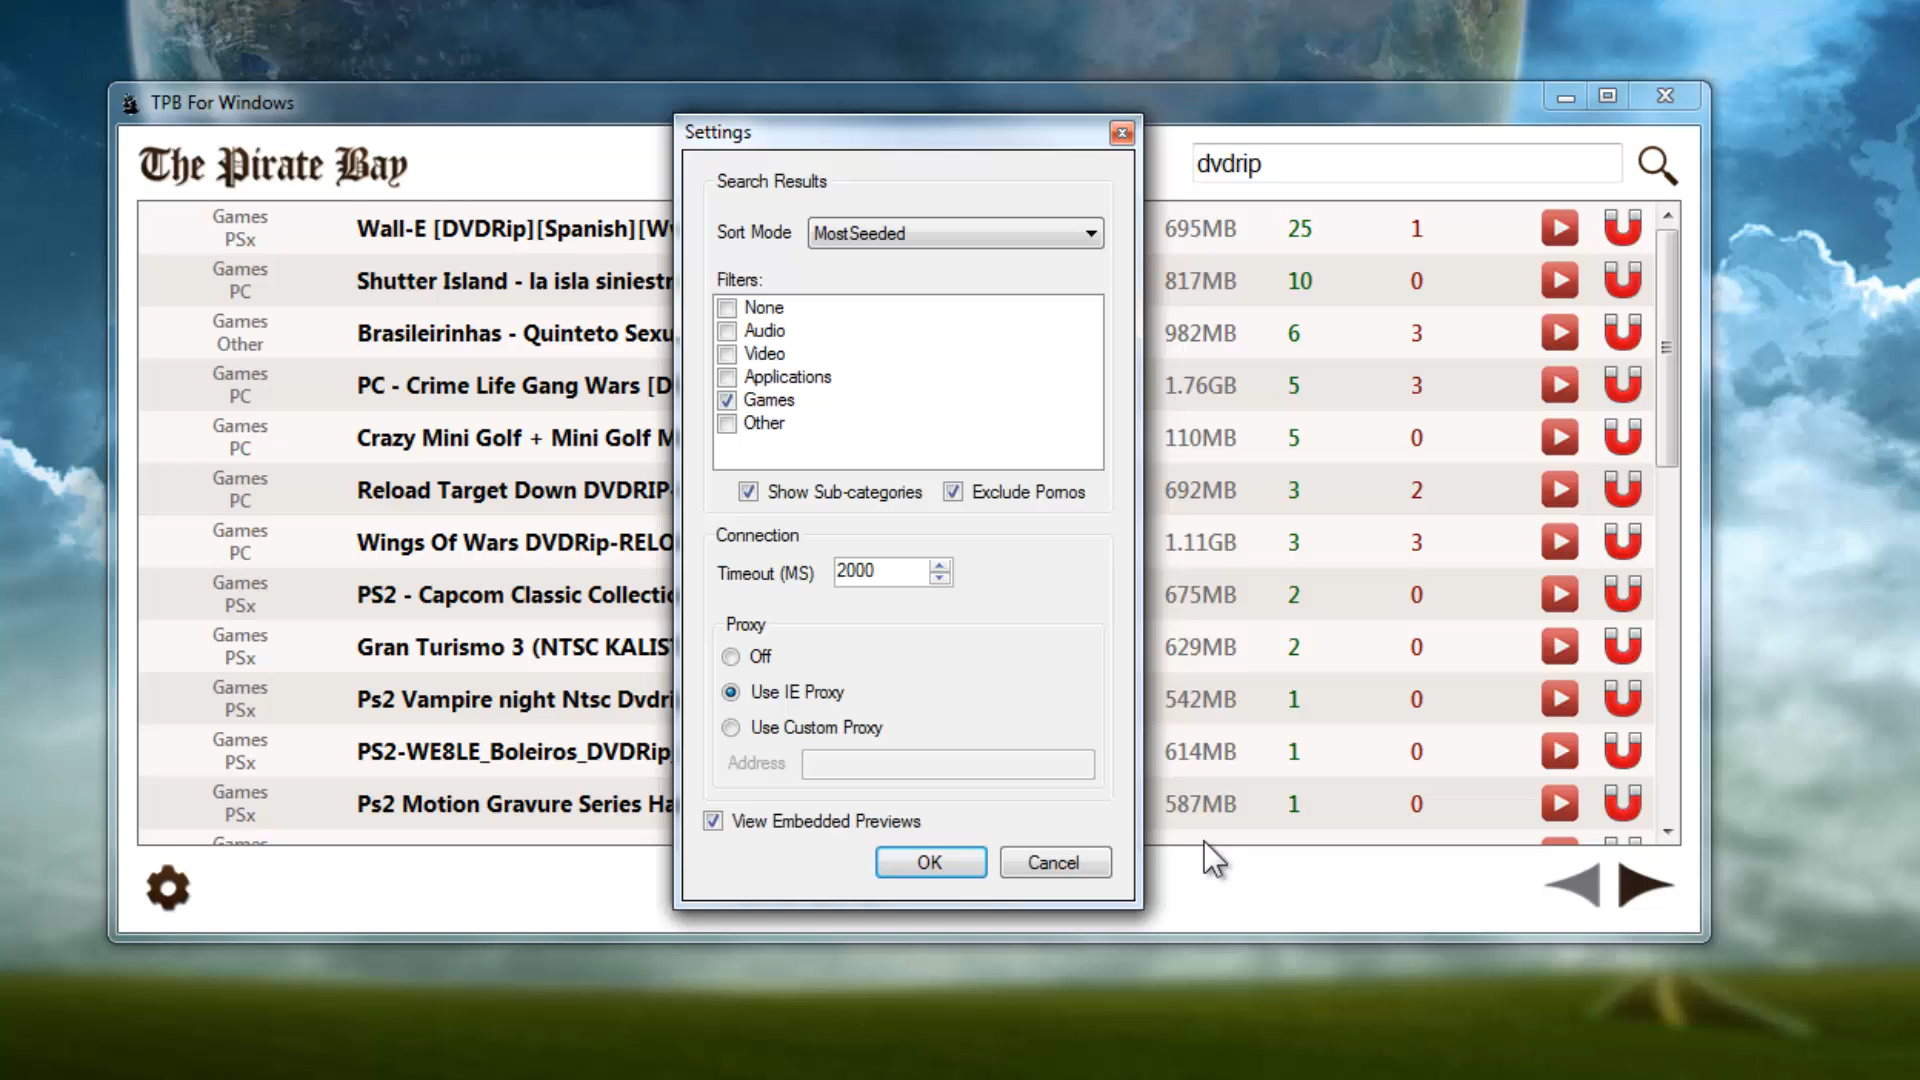 TPB For Windows
The Pirate Bay
dvdrip
Games
PSx
Wall-E [DVDRip][Spanish][Ww
695MB 25 1
Games
PC
Shutter Island - la isla siniestr
817MB 10 0
Games
Other
Brasileirinhas - Quinteto Sexu
982MB 6 3
Games
PC
PC - Crime Life Gang Wars [D
1.76GB 5 3
Games
PC
Crazy Mini Golf + Mini Golf M
110MB 5 0
Games
PC
Reload Target Down DVDRIP-
692MB 3 2
Games
PC
Wings Of Wars DVDRip-RELO
1.11GB 3 3
Games
PSx
PS2 - Capcom Classic Collectio
675MB 2 0
Games
PSx
Gran Turismo 3 (NTSC KALIS
629MB 2 0
Games
PSx
Ps2 Vampire night Ntsc Dvdri
542MB 1 0
Games
PSx
PS2-WE8LE_Boleiros_DVDRip
614MB 1 0
Games
PSx
Ps2 Motion Gravure Series Ha
587MB 1 0
Settings
Search Results
Sort Mode MostSeeded
Filters:
None
Audio
Video
Applications
Games
Other
Show Sub-categories Exclude Pornos
Connection
Timeout (MS) 2000
Proxy
Off
Use IE Proxy
Use Custom Proxy
Address
View Embedded Previews
OK Cancel